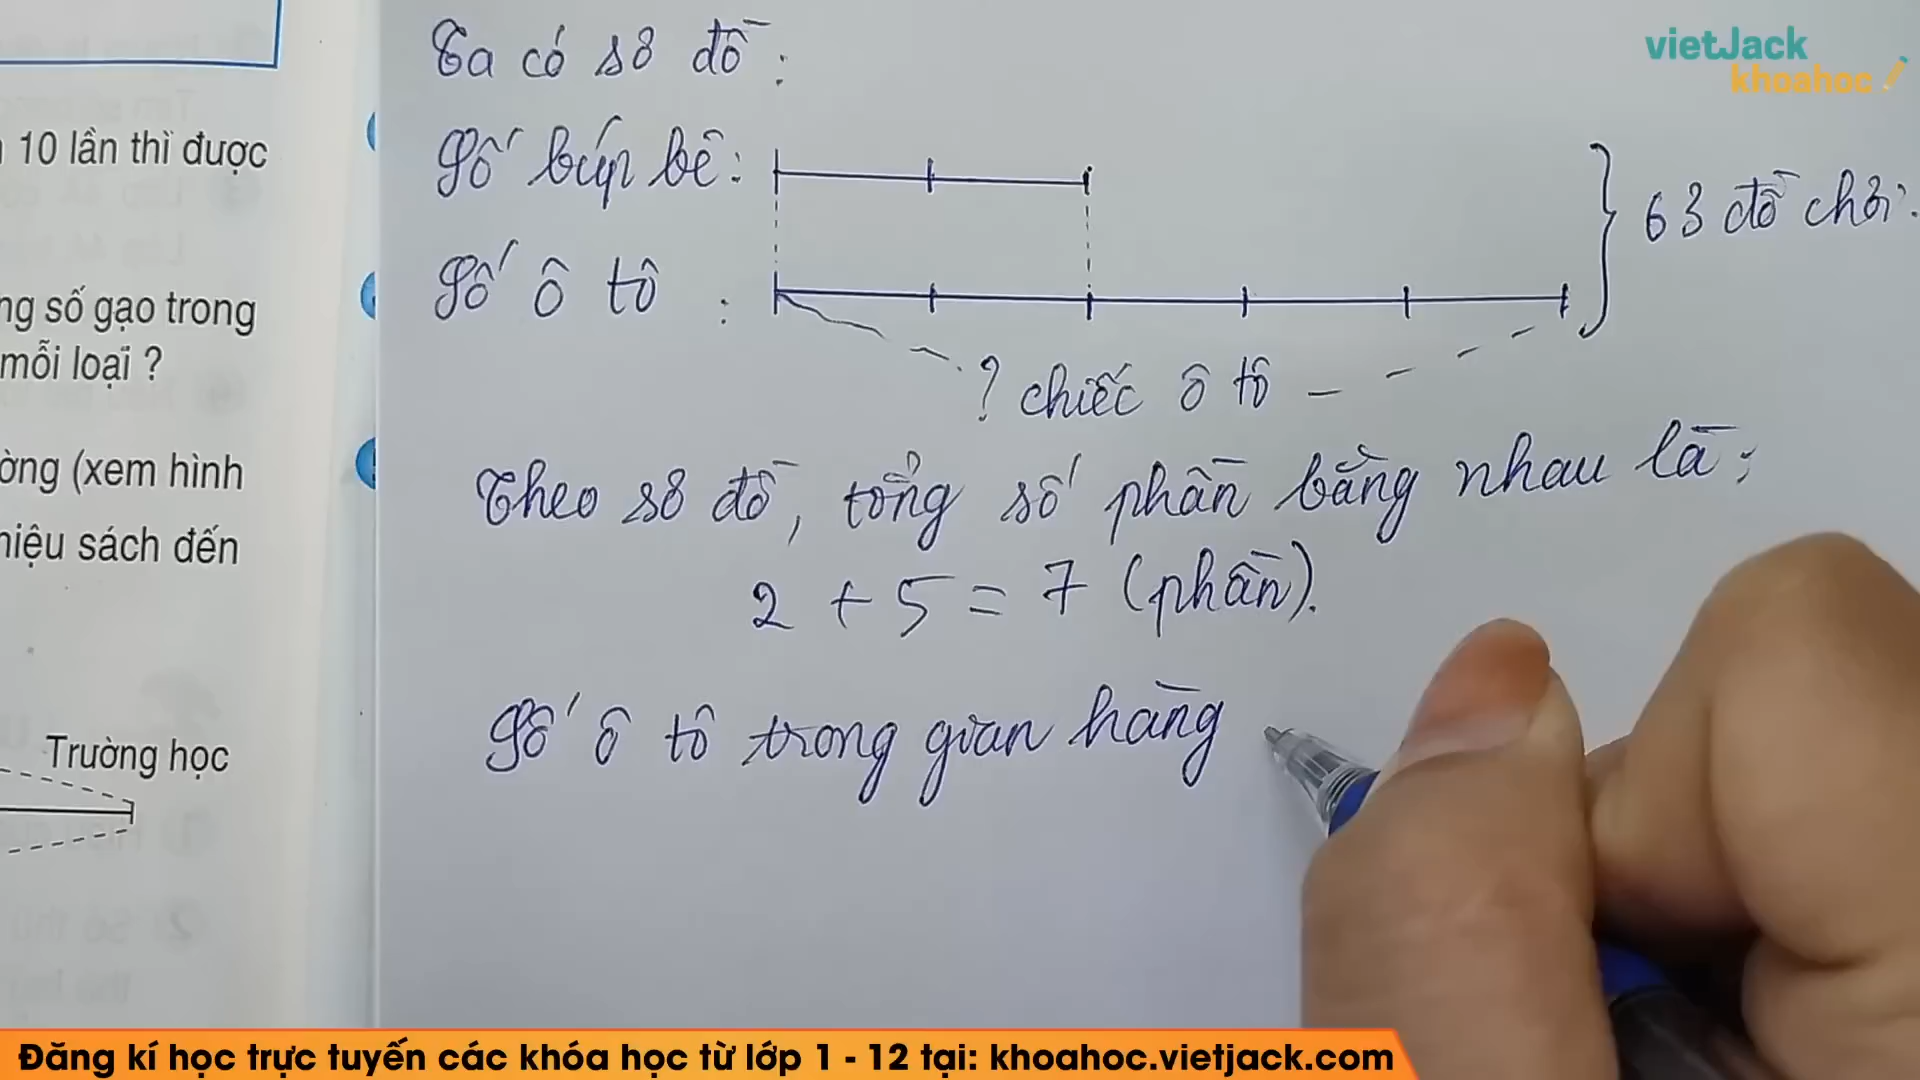 vietJack
khoahoc
10 lần thì được
ng số gạo trong
mỗi loại ?
ờng (xem hình
hiệu sách đến
Trường học
Ta có sơ đồ :
Số búp bê :
63 đồ chơi.
Số ô tô :
? chiếc ô tô
Theo sơ đồ, tổng số phần bằng nhau là :
2 + 5 = 7 (phần).
Số ô tô trong gian hàng
Đăng kí học trực tuyến các khóa học từ lớp 1 - 12 tại: khoahoc.vietjack.com